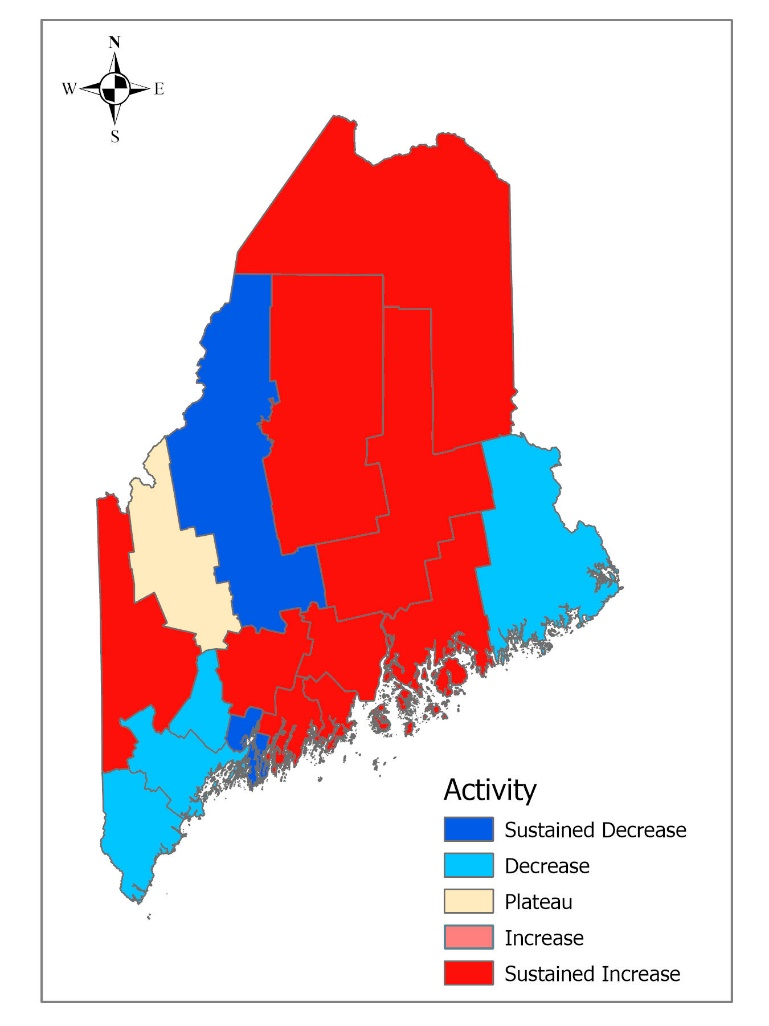 N
W E
S
Activity
Sustained Decrease
Decrease
Plateau
Increase
Sustained Increase